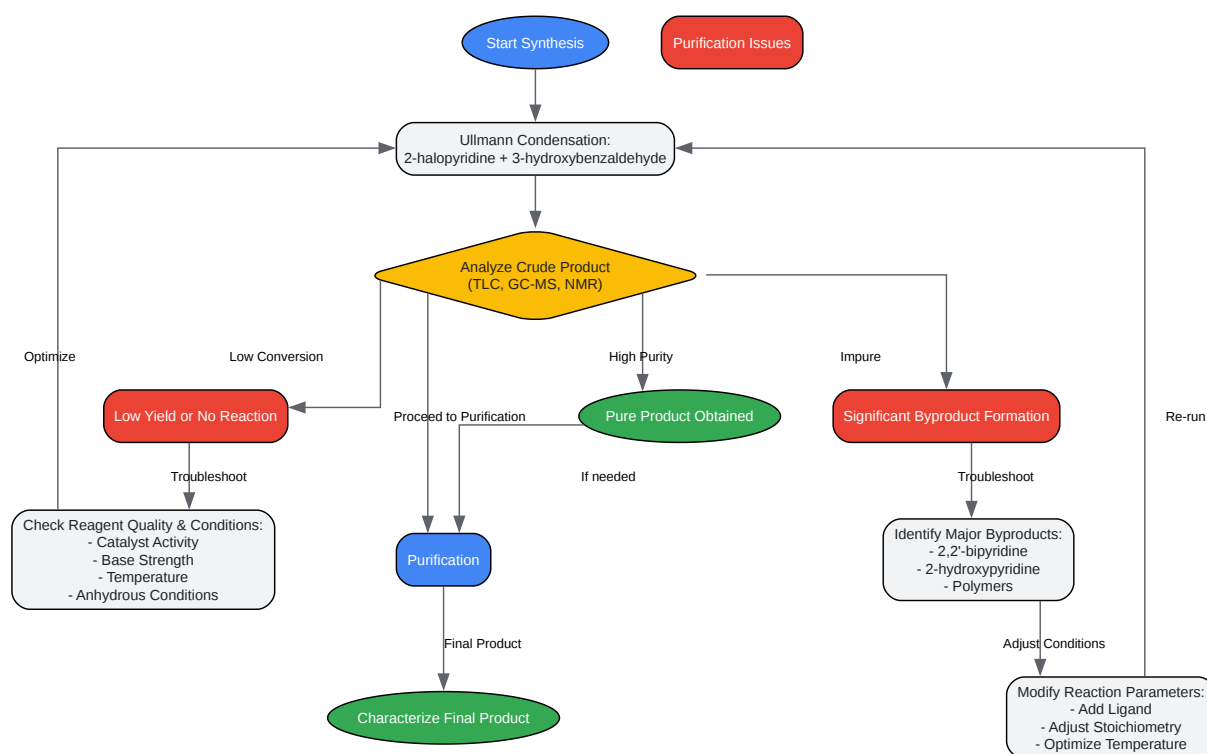 Start Synthesis
Purification Issues
Ullmann Condensation:
2-halopyridine + 3-hydroxybenzaldehyde
Analyze Crude Product
(TLC, GC-MS, NMR)
Optimize
Low Conversion
High Purity
Impure
Low Yield or No Reaction
Proceed to Purification
Pure Product Obtained
Significant Byproduct Formation
Re-run
Troubleshoot
If needed
Troubleshoot
Check Reagent Quality & Conditions:
- Catalyst Activity
- Base Strength
- Temperature
- Anhydrous Conditions
Purification
Identify Major Byproducts:
- 2,2'-bipyridine
- 2-hydroxypyridine
- Polymers
Final Product
Adjust Conditions
Characterize Final Product
Modify Reaction Parameters:
- Add Ligand
- Adjust Stoichiometry
- Optimize Temperature